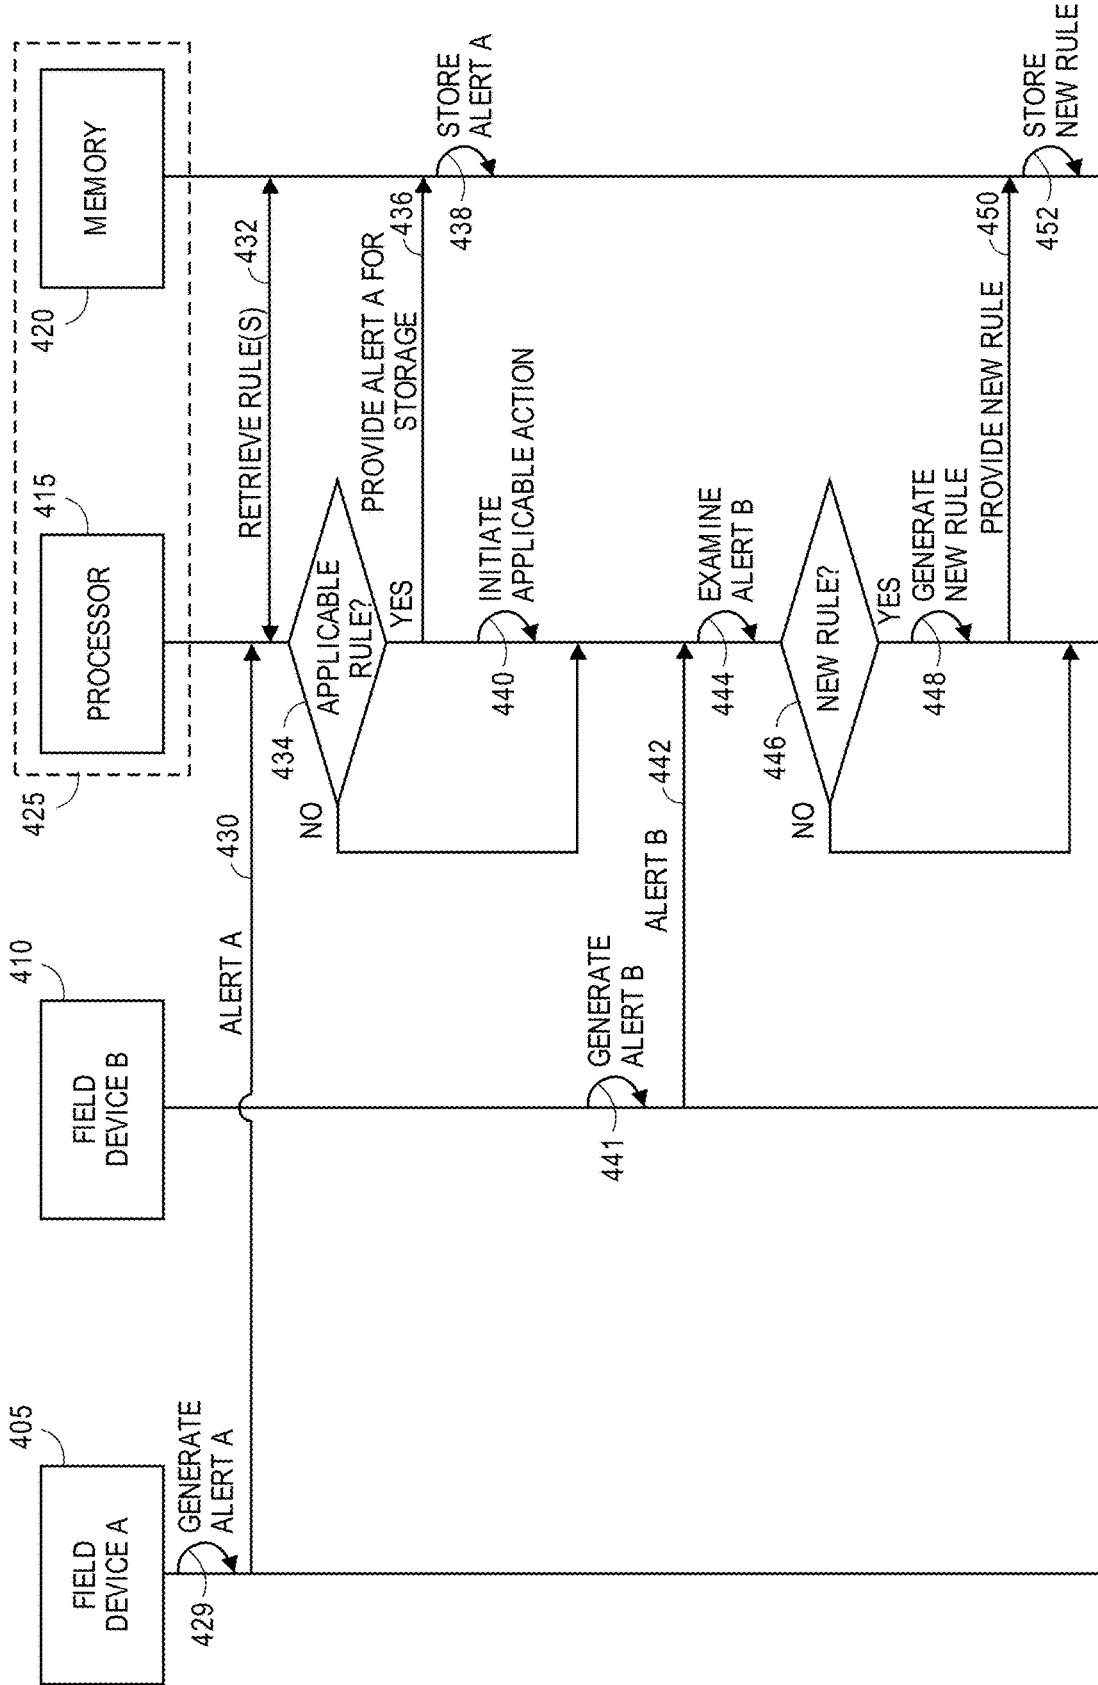 405
FIELD
DEVICE A
410
FIELD
DEVICE B
425
415
PROCESSOR
420
MEMORY
429
GENERATE
ALERT A
ALERT A
430
RETRIEVE RULE(S)
432
434
APPLICABLE
RULE?
NO
YES
PROVIDE ALERT A FOR
STORAGE
436
438
STORE
ALERT A
440
INITIATE
APPLICABLE ACTION
441
GENERATE
ALERT B
ALERT B
442
444
EXAMINE
ALERT B
446
NEW RULE?
NO
YES
448
GENERATE
NEW RULE
PROVIDE NEW RULE
450
452
STORE
NEW RULE